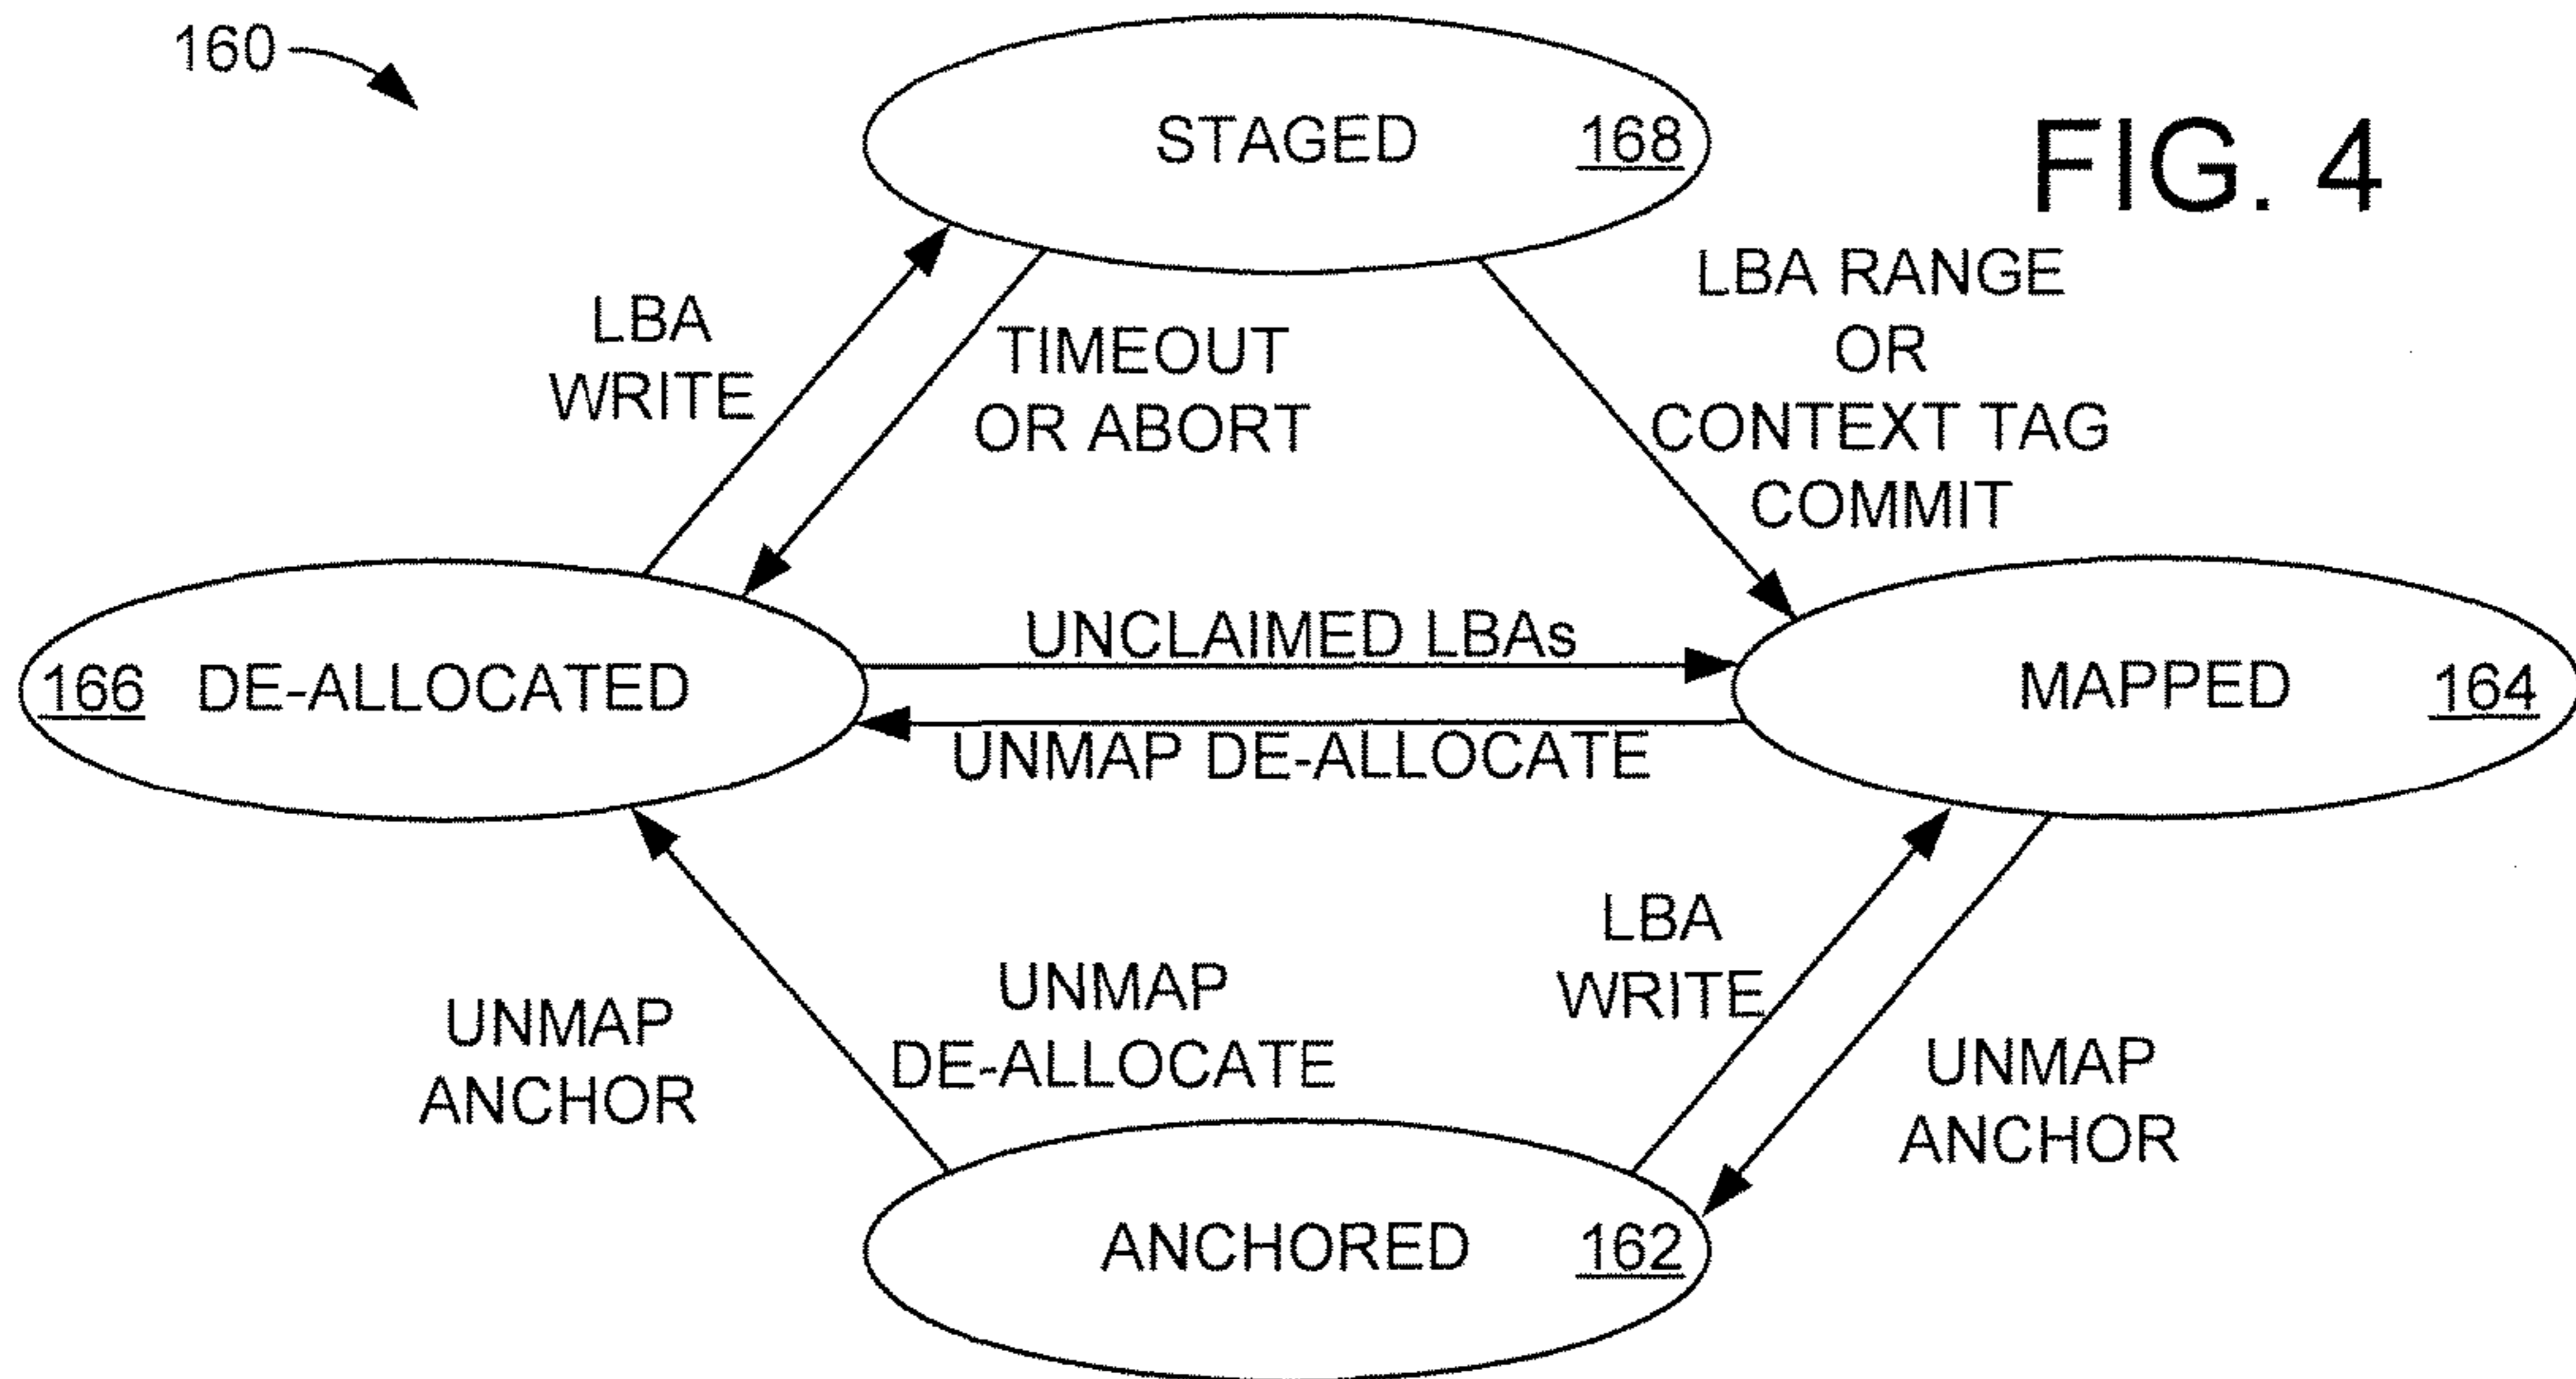 160
STAGED 168
FIG. 4
LBA
WRITE
TIMEOUT
OR ABORT
LBA RANGE
OR
CONTEXT TAG
COMMIT
UNCLAIMED LBAs
166 DE-ALLOCATED
MAPPED 164
UNMAP DE-ALLOCATE
UNMAP
ANCHOR
UNMAP
DE-ALLOCATE
LBA
WRITE
UNMAP
ANCHOR
ANCHORED 162